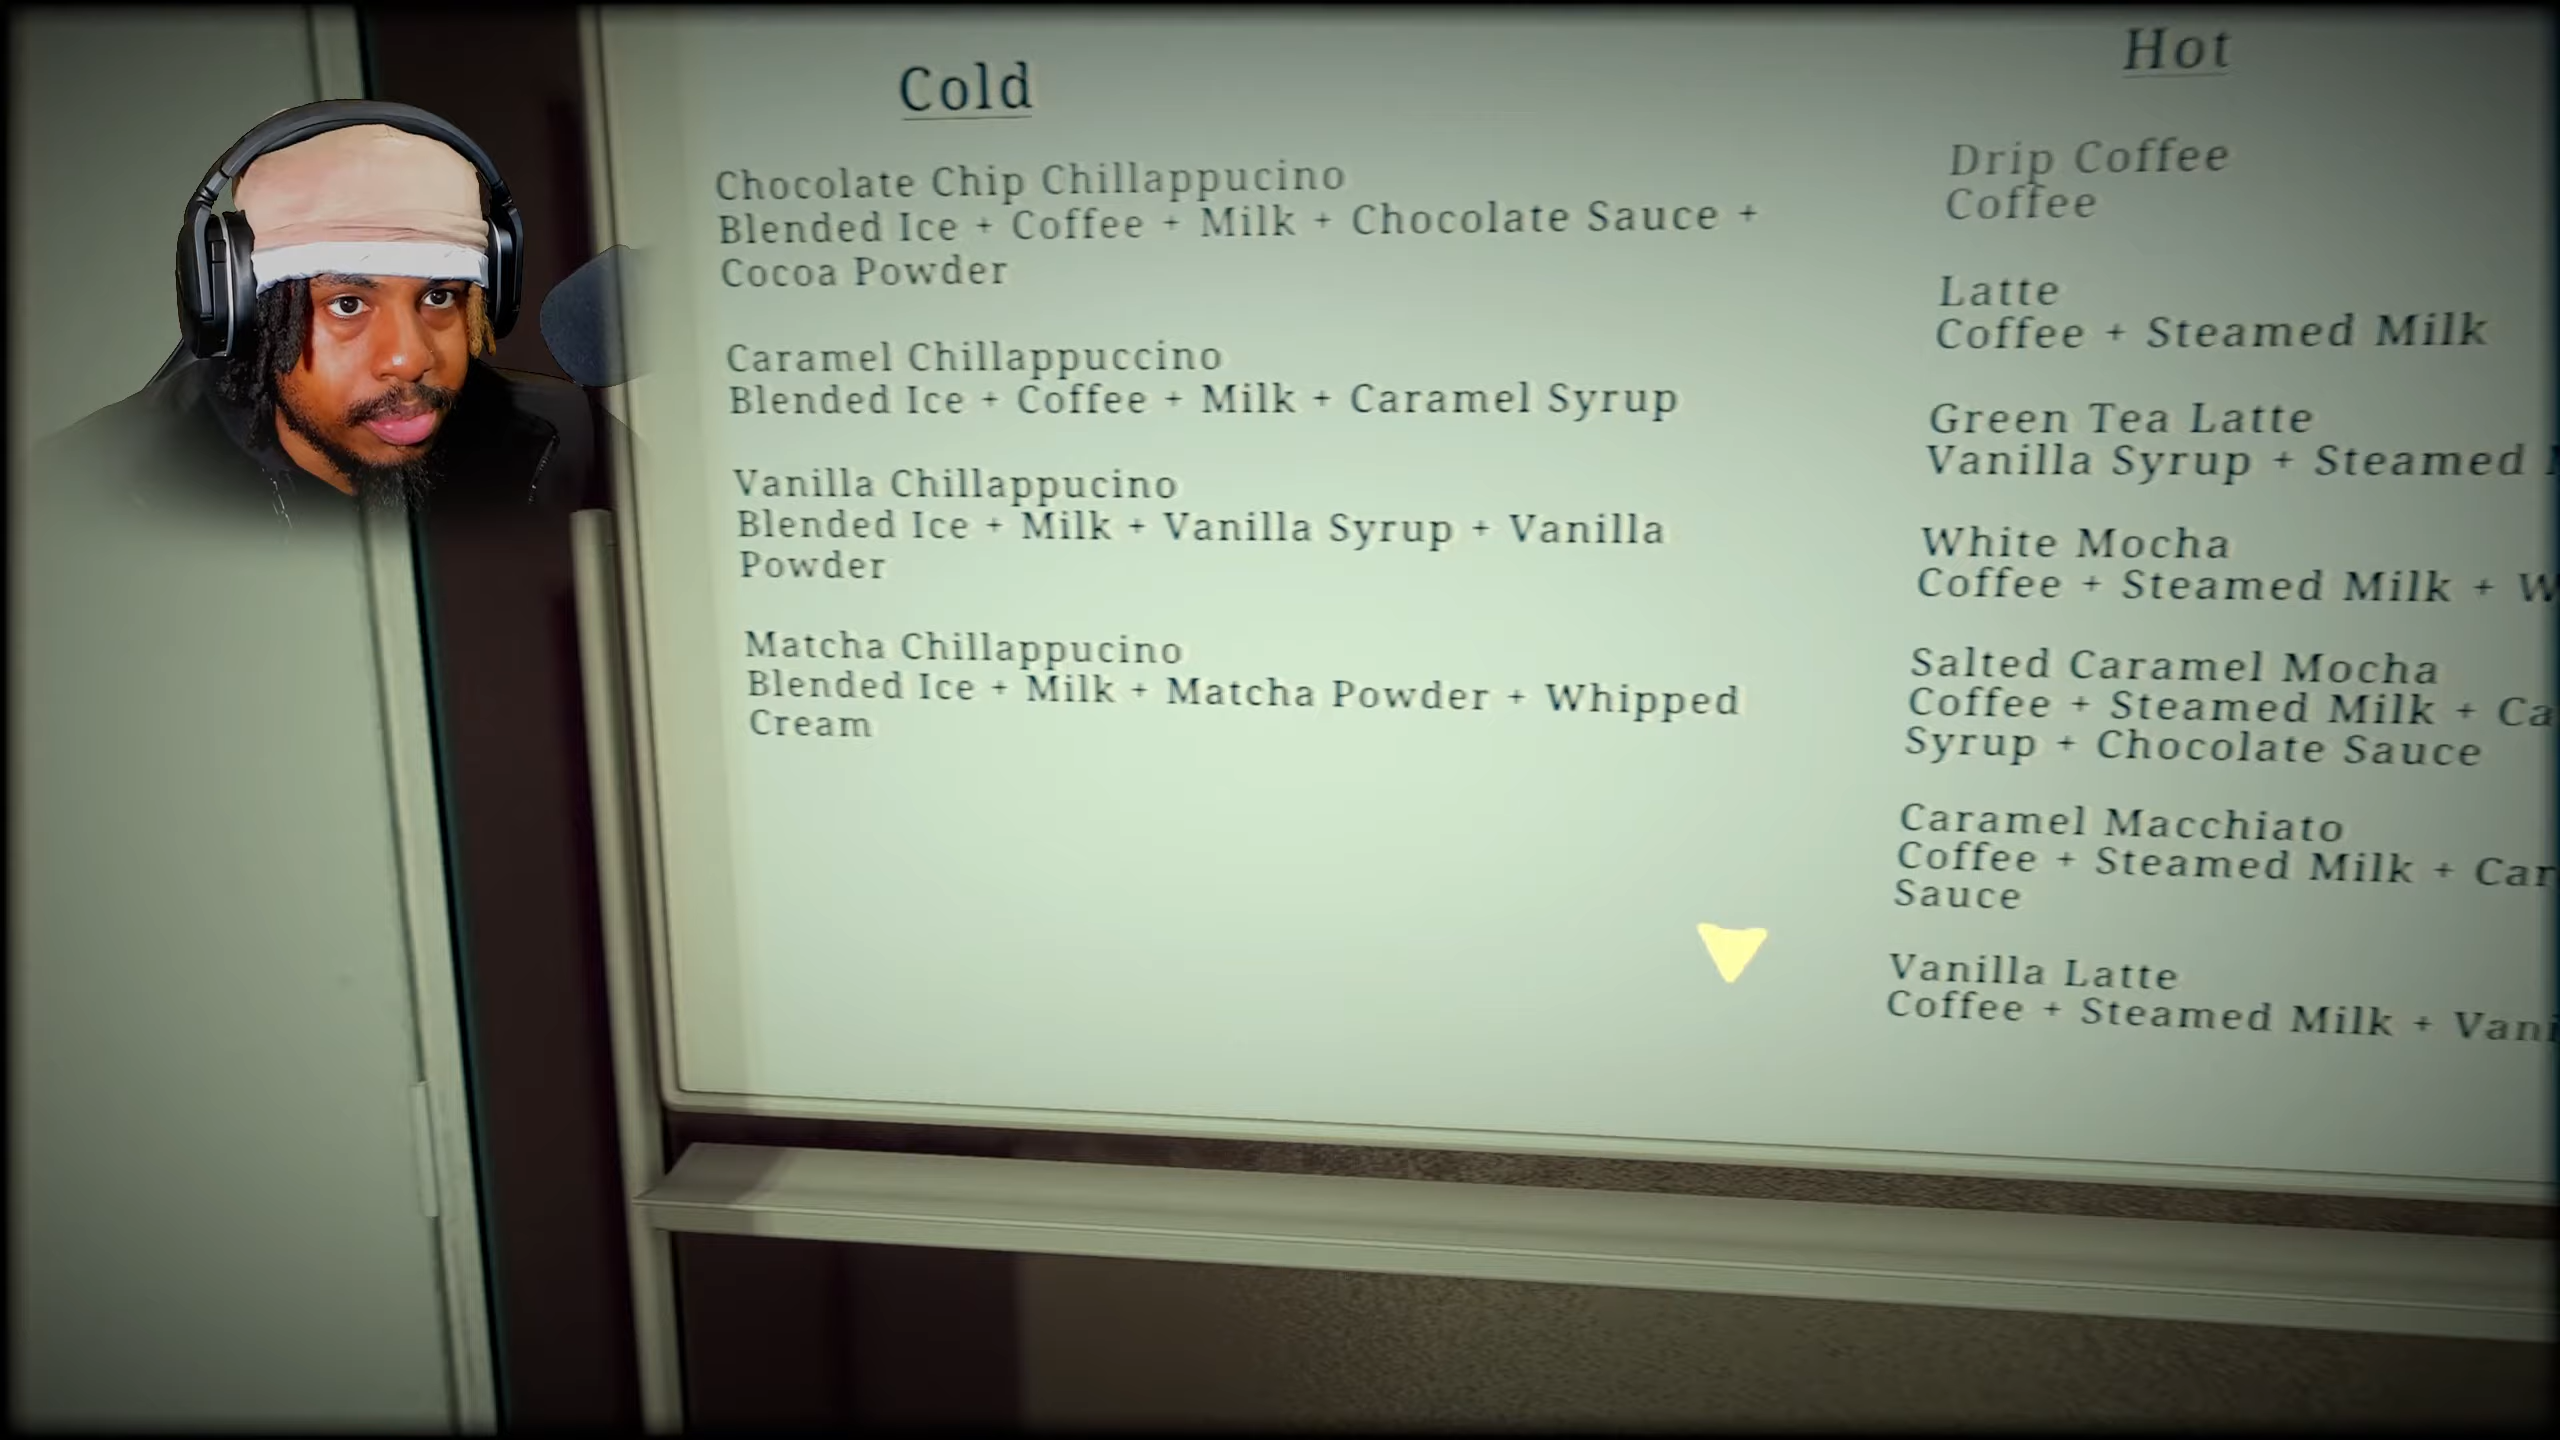 Cold
Chocolate Chip Chillappucino
Blended Ice + Coffee + Milk + Chocolate Sauce +
Cocoa Powder
Caramel Chillappuccino
Blended Ice + Coffee + Milk + Caramel Syrup
Vanilla Chillappucino
Blended Ice + Milk + Vanilla Syrup + Vanilla
Powder
Matcha Chillappucino
Blended Ice + Milk + Matcha Powder + Whipped
Cream
Hot
Drip Coffee
Coffee
Latte
Coffee + Steamed Milk
Green Tea Latte
Vanilla Syrup + Steamed
White Mocha
Coffee + Steamed Milk +
Salted Caramel Mocha
Coffee + Steamed Milk +
Syrup + Chocolate Sauce
Caramel Macchiato
Coffee + Steamed Milk +
Sauce
Vanilla Latte
Coffee + Steamed Milk +